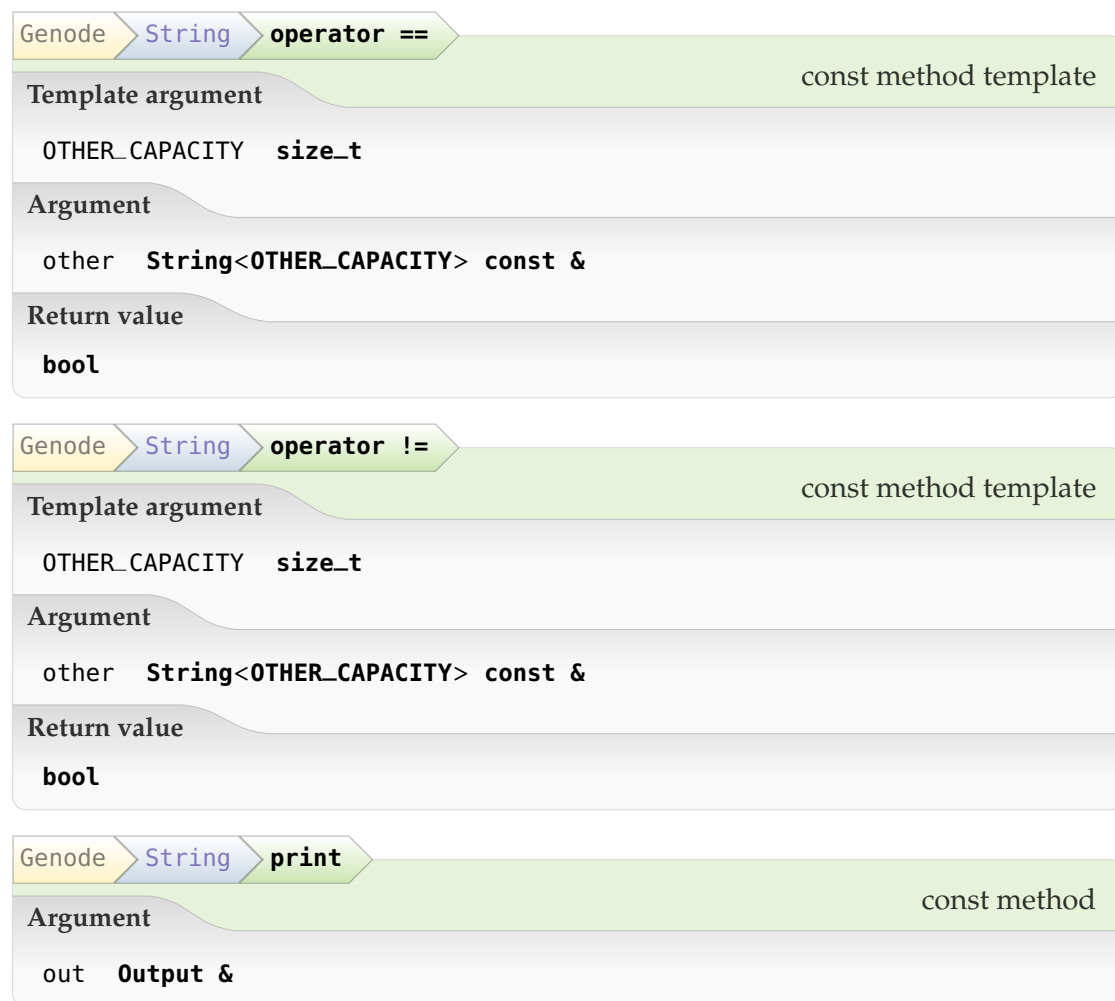 Genode String operator ==
const method template
Template argument
OTHER_CAPACITY size_t
Argument
other String<OTHER_CAPACITY> const &
Return value
bool
Genode String operator !=
const method template
Template argument
OTHER_CAPACITY size_t
Argument
other String<OTHER_CAPACITY> const &
Return value
bool
Genode String print
const method
Argument
out Output &